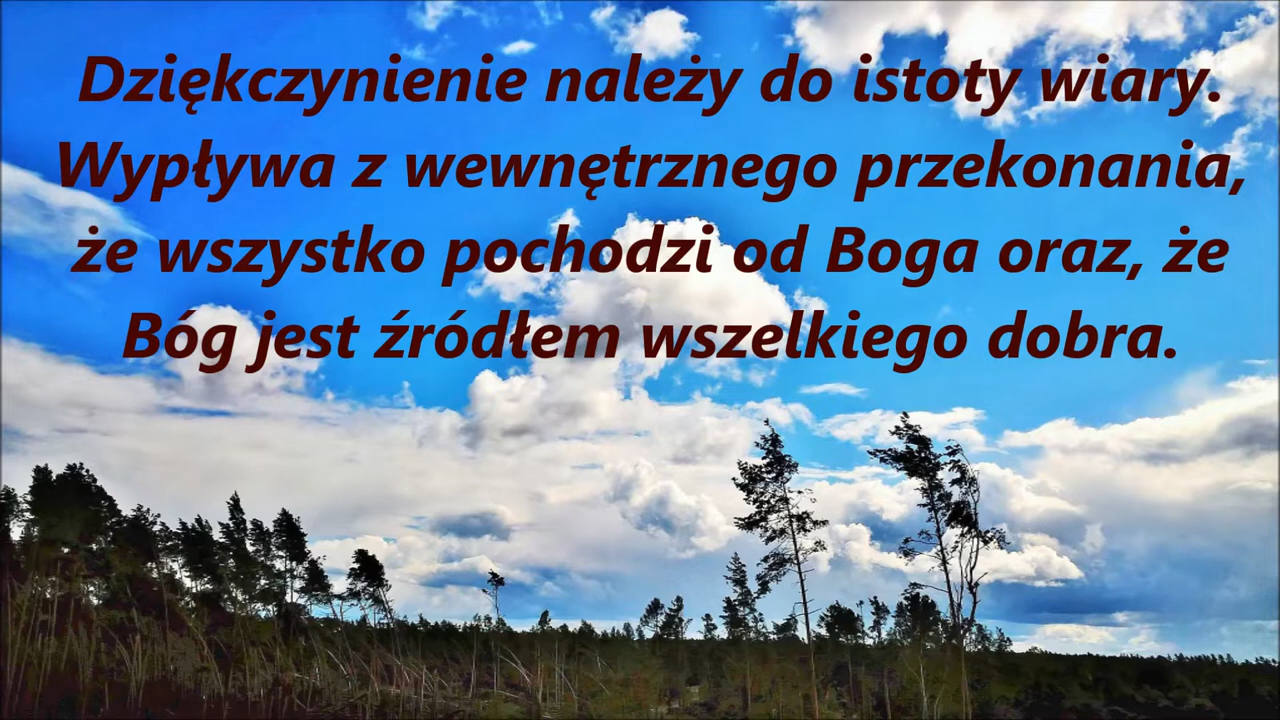 Dziękczynienie należy do istoty wiary.
Wypływa z wewnętrznego przekonania,
że wszystko pochodzi od Boga oraz, że
Bóg jest źródłem wszelkiego dobra.